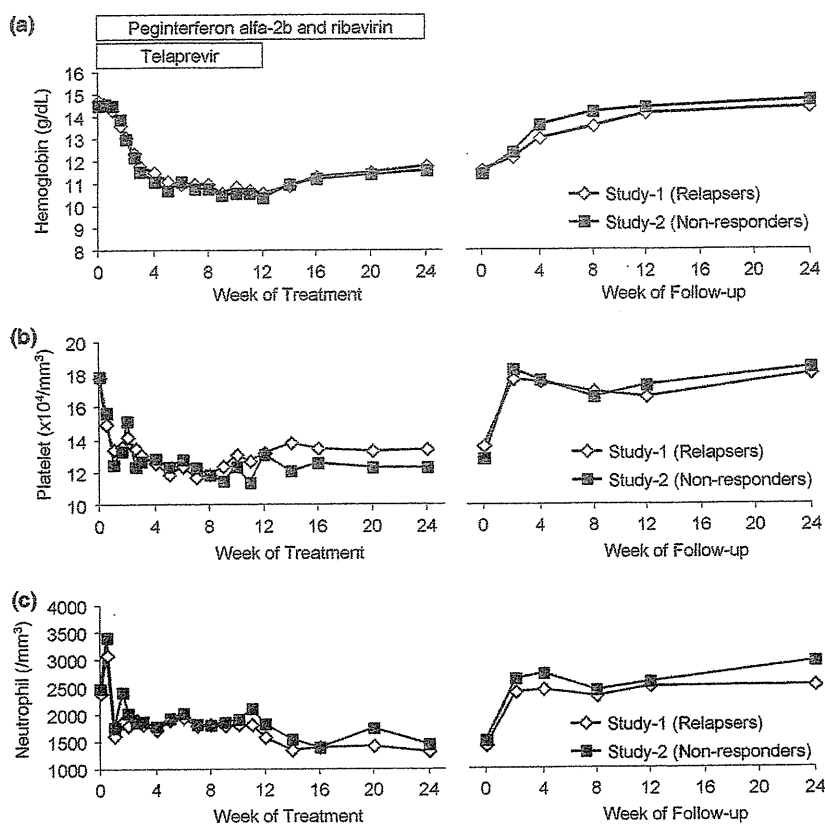 (a)
Peginterferon alfa-2b and ribavirin
Telaprevir
Hemoglobin (g/dL)
16
15
14
13
12
11
10
9
8
0 4 8 12 16 20 24
Week of Treatment
Study-1 (Relapsers)
Study-2 (Non-responders)
0 4 8 12 16 20 24
Week of Follow-up
(b)
Platelet (x10⁴/mm³)
20
18
16
14
12
10
0 4 8 12 16 20 24
Week of Treatment
Study-1 (Relapsers)
Study-2 (Non-responders)
0 4 8 12 16 20 24
Week of Follow-up
(c)
Neutrophil (/mm³)
4000
3500
3000
2500
2000
1500
1000
0 4 8 12 16 20 24
Week of Treatment
Study-1 (Relapsers)
Study-2 (Non-responders)
0 4 8 12 16 20 24
Week of Follow-up